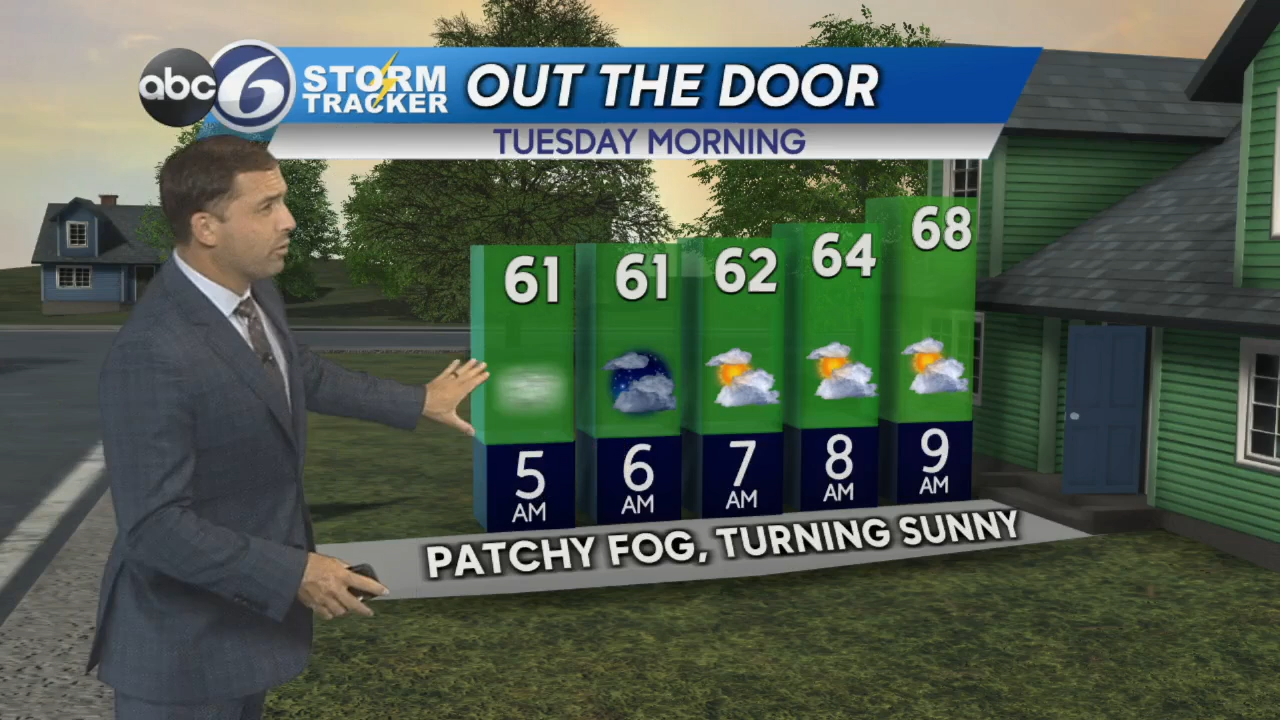 abc 6 STORM TRACKER OUT THE DOOR
TUESDAY MORNING
61 61 62 64 68
5 AM 6 AM 7 AM 8 AM 9 AM
PATCHY FOG, TURNING SUNNY